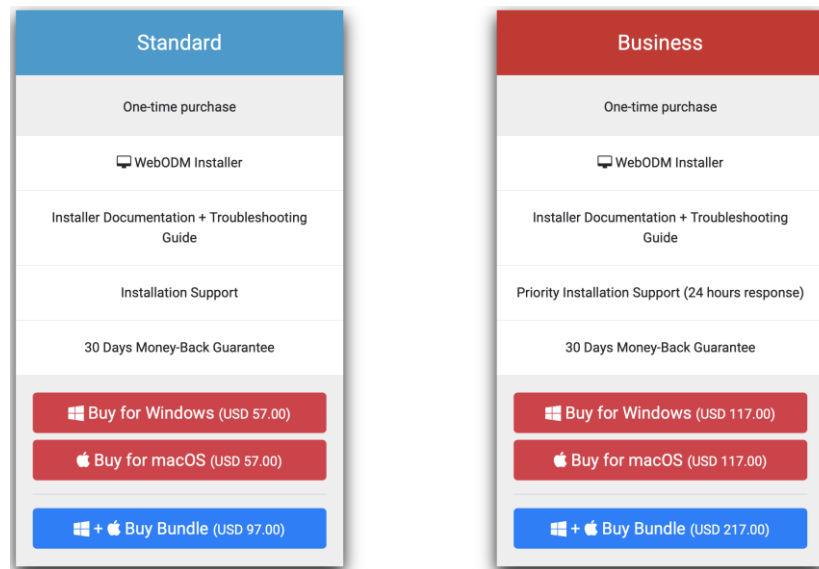 Standard
One-time purchase
WebODM Installer
Installer Documentation + Troubleshooting
Guide
Installation Support
30 Days Money-Back Guarantee
Buy for Windows (USD 57.00)
Buy for macOS (USD 57.00)
+ Buy Bundle (USD 97.00)
Business
One-time purchase
WebODM Installer
Installer Documentation + Troubleshooting
Guide
Priority Installation Support (24 hours response)
30 Days Money-Back Guarantee
Buy for Windows (USD 117.00)
Buy for macOS (USD 117.00)
+ Buy Bundle (USD 217.00)